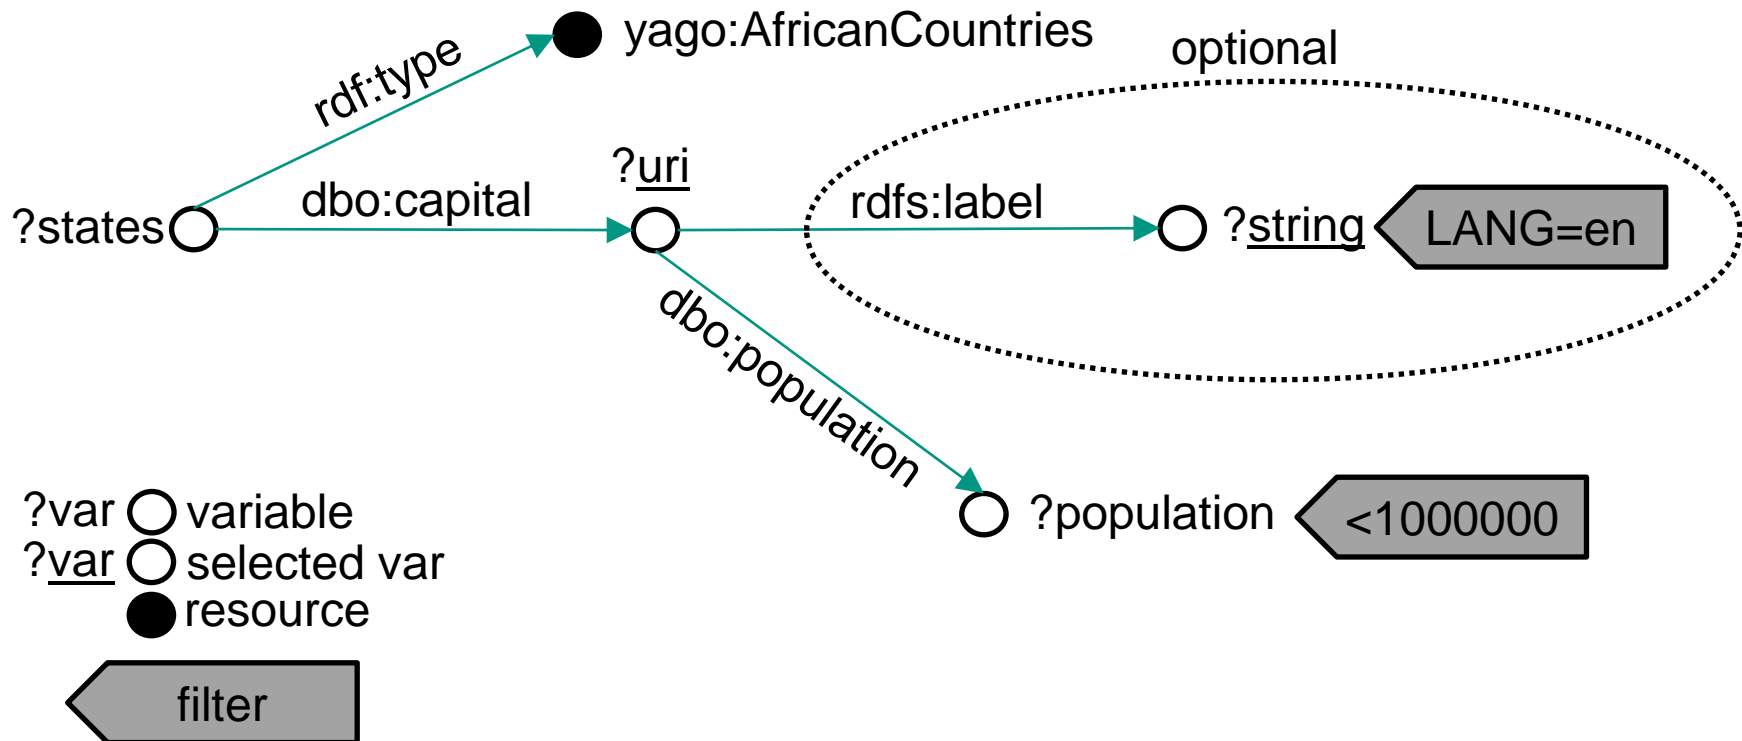 yago:AfricanCountries
optional
rdf:type
?uri
dbo:capital
rdfs:label
?states
?string
LANG=en
dbo:population
?population
<1000000
?var variable
?var selected var
resource
filter